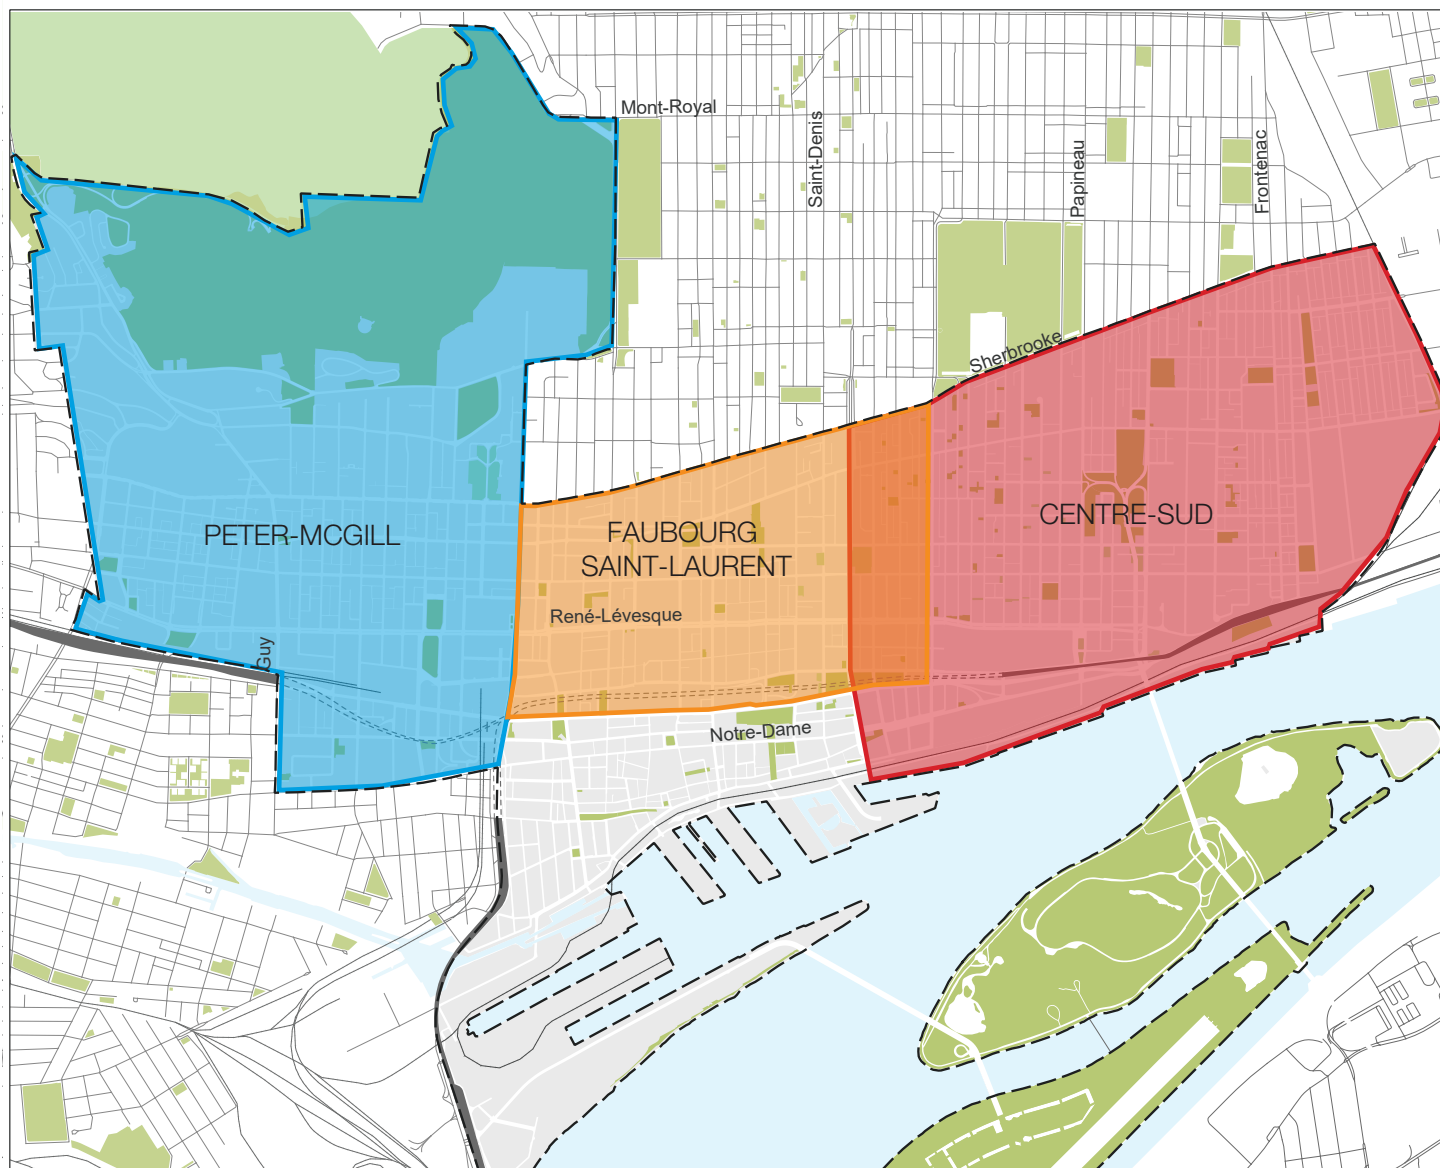 Mont-Royal
Saint-Denis
Papineau
Frontenac
Sherbrooke
PETER-MCGILL
FAUBOURG
SAINT-LAURENT
CENTRE-SUD
René-Lévesque
Guy
Notre-Dame